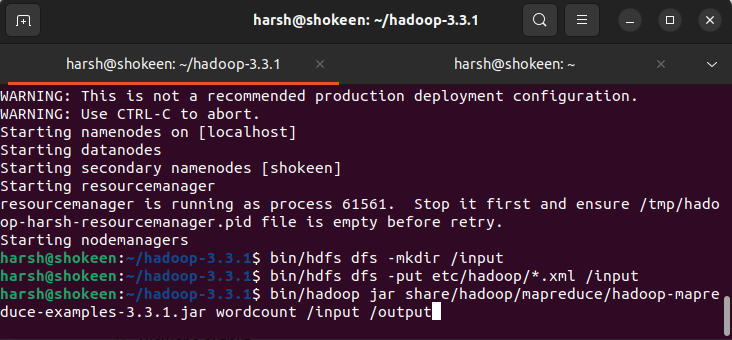 harsh@shokeen: ~/hadoop-3.3.1
harsh@shokeen: ~/hadoop-3.3.1
harsh@shokeen: ~
WARNING: This is not a recommended production deployment configuration.
WARNING: Use CTRL-C to abort.
Starting namenodes on [localhost]
Starting datanodes
Starting secondary namenodes [shokeen]
Starting resourcemanager
resourcemanager is running as process 61561.  Stop it first and ensure /tmp/hado
op-harsh-resourcemanager.pid file is empty before retry.
Starting nodemanagers
harsh@shokeen:~/hadoop-3.3.1$ bin/hdfs dfs -mkdir /input
harsh@shokeen:~/hadoop-3.3.1$ bin/hdfs dfs -put etc/hadoop/*.xml /input
harsh@shokeen:~/hadoop-3.3.1$ bin/hadoop jar share/hadoop/mapreduce/hadoop-mapre
duce-examples-3.3.1.jar wordcount /input /output